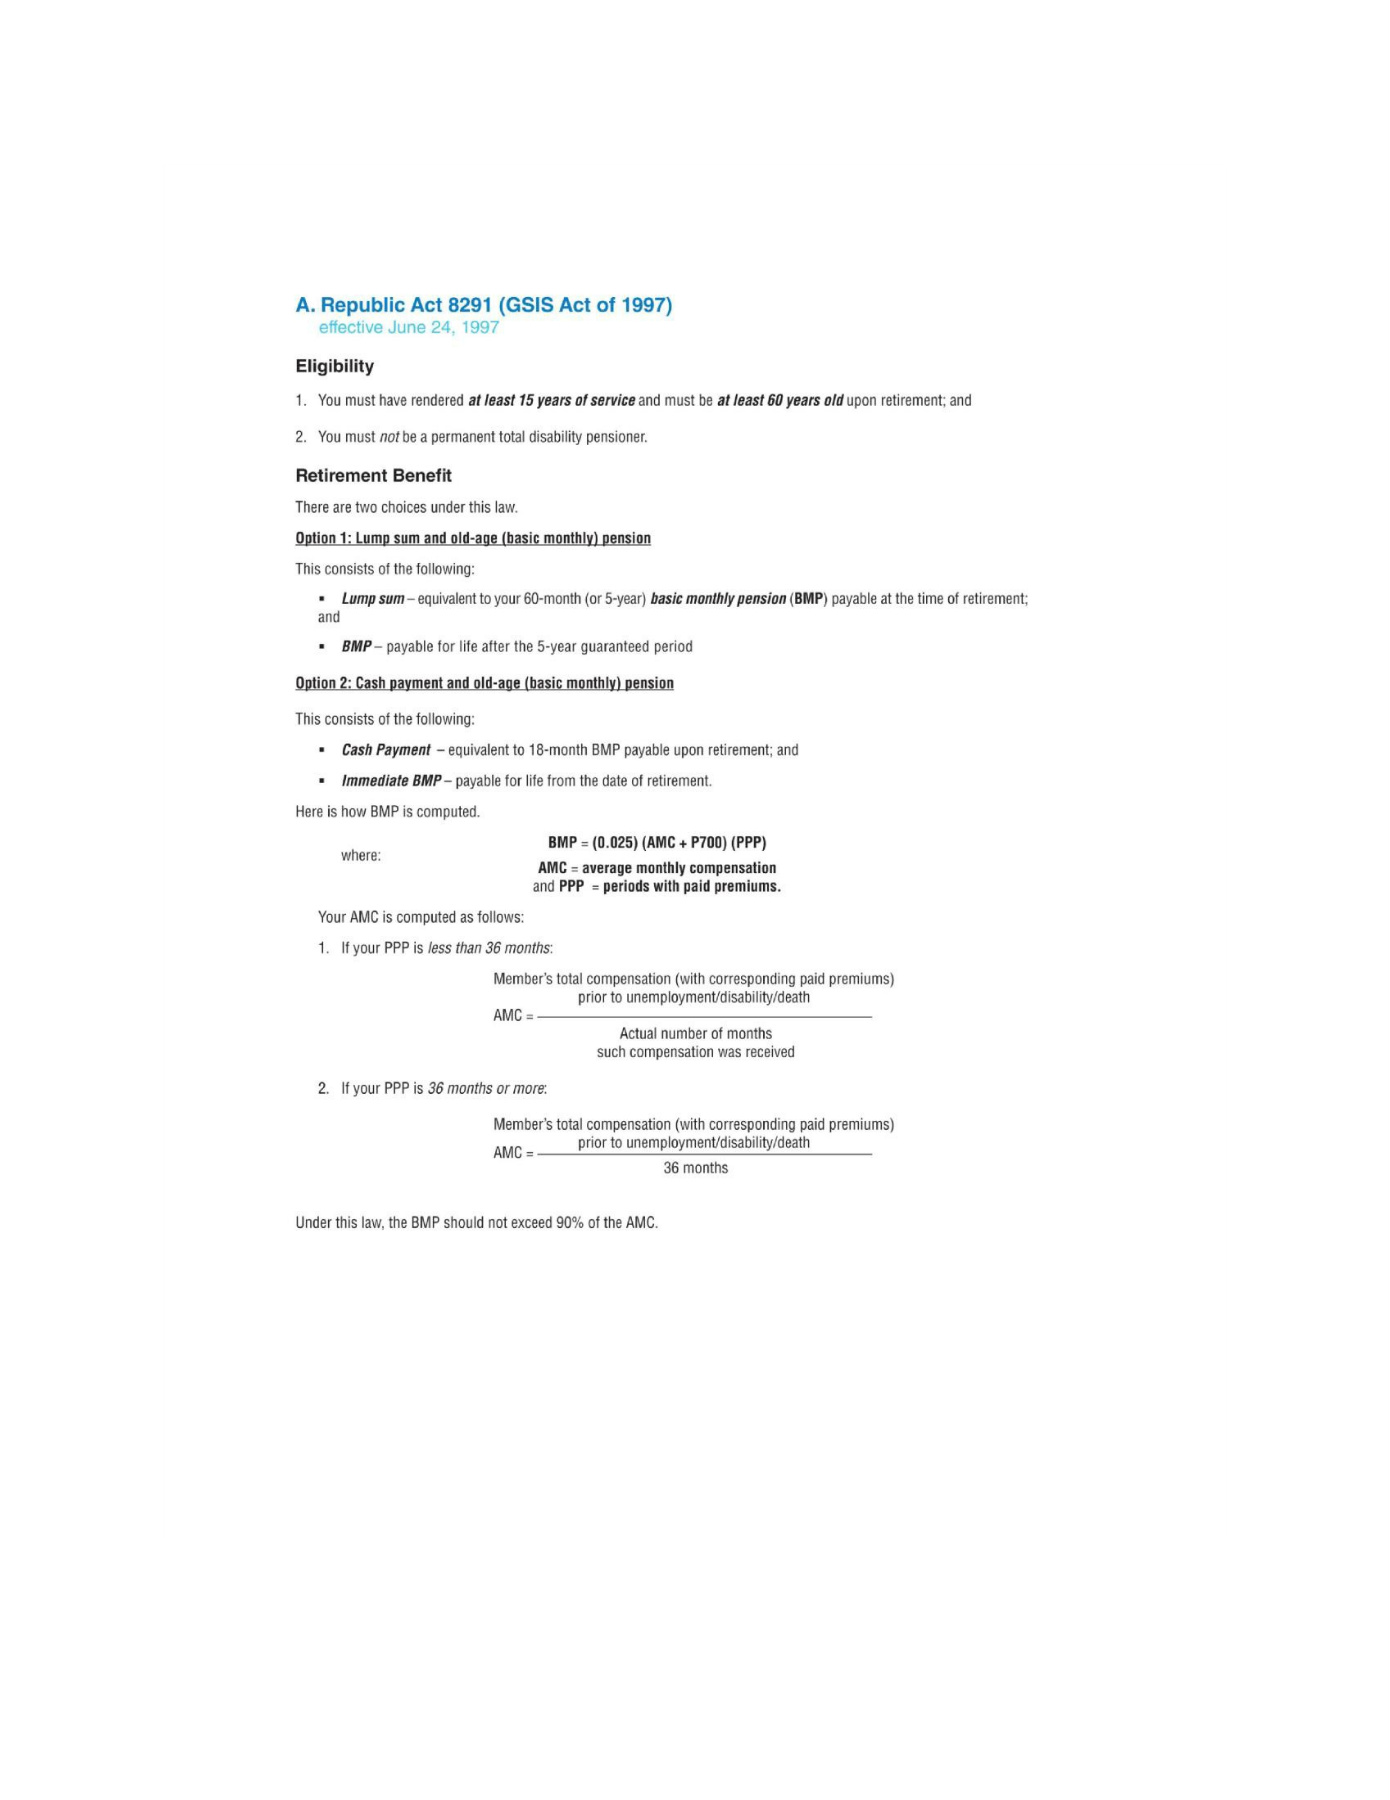 A. Republic Act 8291 (GSIS Act of 1997)
effective June 24, 1997
Eligibility
1. You must have rendered at least 15 years of service and must be at least 60 years old upon retirement; and
2. You must not be a permanent total disability pensioner.
Retirement Benefit
There are two choices under this law.
Option 1: Lump sum and old-age (basic monthly) pension
This consists of the following:
▪ Lump sum – equivalent to your 60-month (or 5-year) basic monthly pension (BMP) payable at the time of retirement;
and
▪ BMP – payable for life after the 5-year guaranteed period
Option 2: Cash payment and old-age (basic monthly) pension
This consists of the following:
▪ Cash Payment – equivalent to 18-month BMP payable upon retirement; and
▪ Immediate BMP – payable for life from the date of retirement.
Here is how BMP is computed.
BMP = (0.025) (AMC + P700) (PPP)
where:
AMC = average monthly compensation
and PPP = periods with paid premiums.
Your AMC is computed as follows:
1. If your PPP is less than 36 months:
Member's total compensation (with corresponding paid premiums)
prior to unemployment/disability/death
AMC =
Actual number of months
such compensation was received
2. If your PPP is 36 months or more:
Member's total compensation (with corresponding paid premiums)
prior to unemployment/disability/death
AMC =
36 months
Under this law, the BMP should not exceed 90% of the AMC.